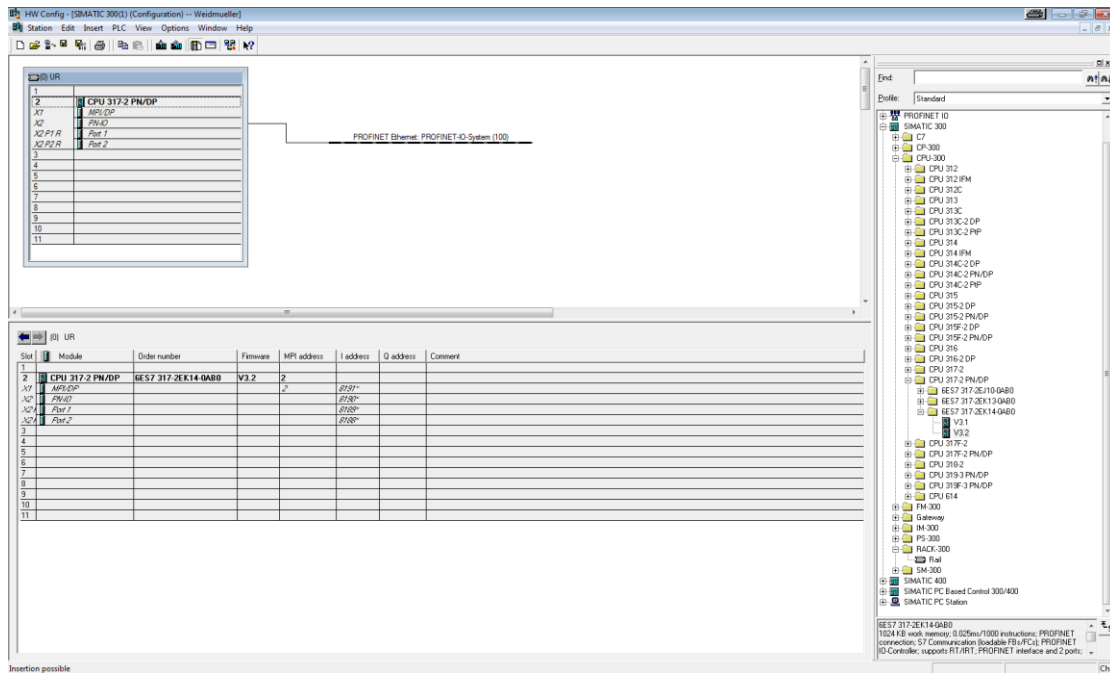 HW Config - [SIMATIC 300(1) (Configuration) -- Weidmueller]
Station Edit Insert PLC View Options Window Help
(0) UR
1
2 CPU 317-2 PN/DP
X1 MPI/DP
X2 PN-IO
X2 P1 R Port 1
X2 P2 R Port 2
3
4
5
6
7
8
9
10
11
PROFINET Ethernet: PROFINET-IO-System (100)
(0) UR
Slot Module Order number Firmware MPI address I address Q address Comment
1
2 CPU 317-2 PN/DP 6ES7 317-2EK14-0AB0 V3.2 2
X1 MPI/DP 2 8191*
X2 PN-IO 8190*
X2 Port 1 8189*
X2 Port 2 8188*
3
4
5
6
7
8
9
10
11
Find:
Profile: Standard
PROFINET IO
SIMATIC 300
C7
CP-300
CPU-300
CPU 312
CPU 312 IFM
CPU 312C
CPU 313
CPU 313C
CPU 313C-2 DP
CPU 313C-2 PtP
CPU 314
CPU 314 IFM
CPU 314C-2 DP
CPU 314C-2 PN/DP
CPU 314C-2 PtP
CPU 315
CPU 315-2 DP
CPU 315-2 PN/DP
CPU 315F-2 DP
CPU 315F-2 PN/DP
CPU 316
CPU 316-2 DP
CPU 317-2
CPU 317-2 PN/DP
6ES7 317-2EJ10-0AB0
6ES7 317-2EK13-0AB0
6ES7 317-2EK14-0AB0
V3.1
V3.2
CPU 317F-2
CPU 317F-2 PN/DP
CPU 318-2
CPU 319-3 PN/DP
CPU 319F-3 PN/DP
CPU 614
FM-300
Gateway
IM-300
PS-300
RACK-300
Rail
SM-300
SIMATIC 400
SIMATIC PC Based Control 300/400
SIMATIC PC Station
6ES7 317-2EK14-0AB0
1024 KB work memory; 0.025ms/1000 instructions; PROFINET
connection; S7 Communication (loadable FBs/FCs); PROFINET
IO-Controller; supports RT/IRT; PROFINET interface and 2 ports;
Insertion possible
Ch